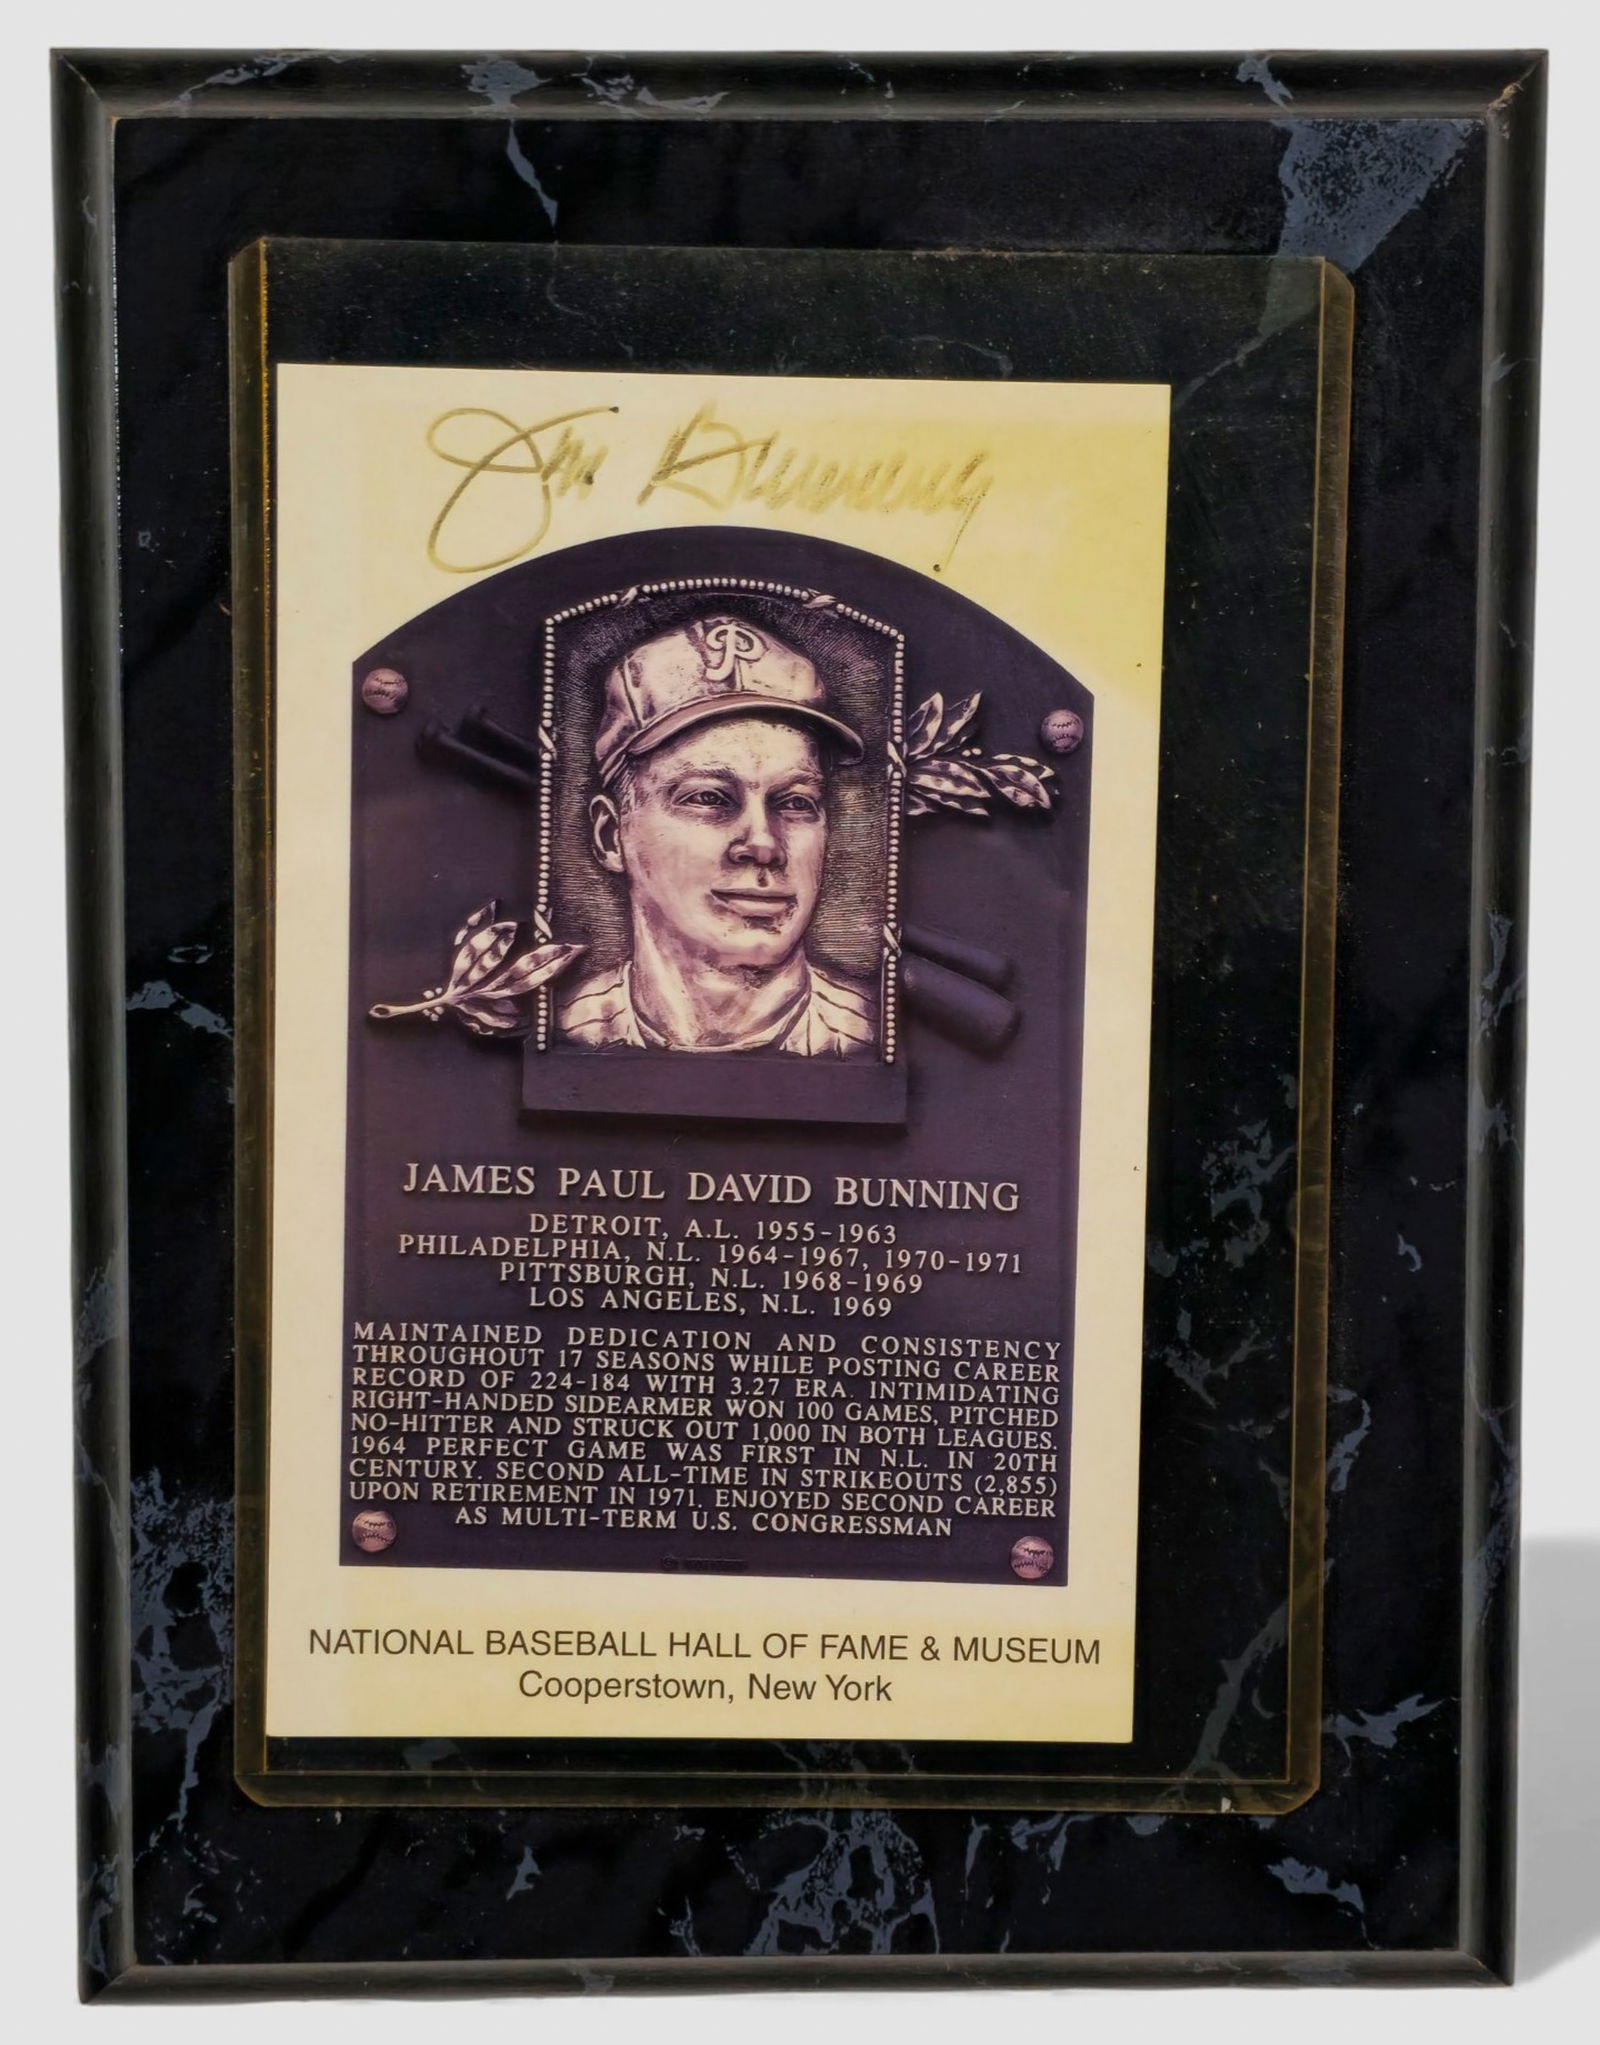 Jim Bunning
P
JAMES PAUL DAVID BUNNING
DETROIT, A.L. 1955-1963
PHILADELPHIA, N.L. 1964-1967, 1970-1971
PITTSBURGH, N.L. 1968-1969
LOS ANGELES, N.L. 1969
MAINTAINED DEDICATION AND CONSISTENCY
THROUGHOUT 17 SEASONS WHILE POSTING CAREER
RECORD OF 224-184 WITH 3.27 ERA. INTIMIDATING
RIGHT-HANDED SIDEARMER WON 100 GAMES, PITCHED
NO-HITTER AND STRUCK OUT 1,000 IN BOTH LEAGUES.
1964 PERFECT GAME WAS FIRST IN N.L. IN 20TH
CENTURY. SECOND ALL-TIME IN STRIKEOUTS (2,855)
UPON RETIREMENT IN 1971. ENJOYED SECOND CAREER
AS MULTI-TERM U.S. CONGRESSMAN
NATIONAL BASEBALL HALL OF FAME & MUSEUM
Cooperstown, New York